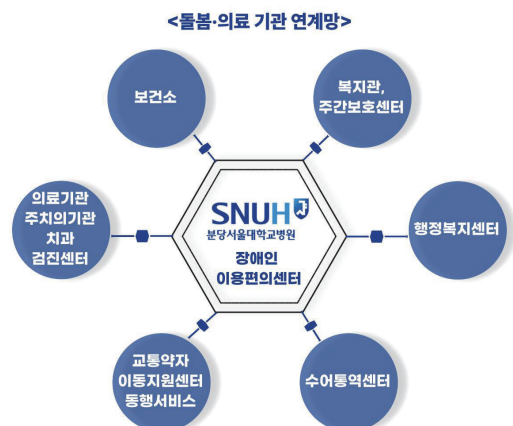 <돌봄·의료 기관 연계망>
보건소
복지관,
주간보호센터
의료기관
주치의기관
치과
검진센터
SNUH
분당서울대학교병원
장애인
이용편의센터
행정복지센터
교통약자
이동지원센터
동행서비스
수어통역센터